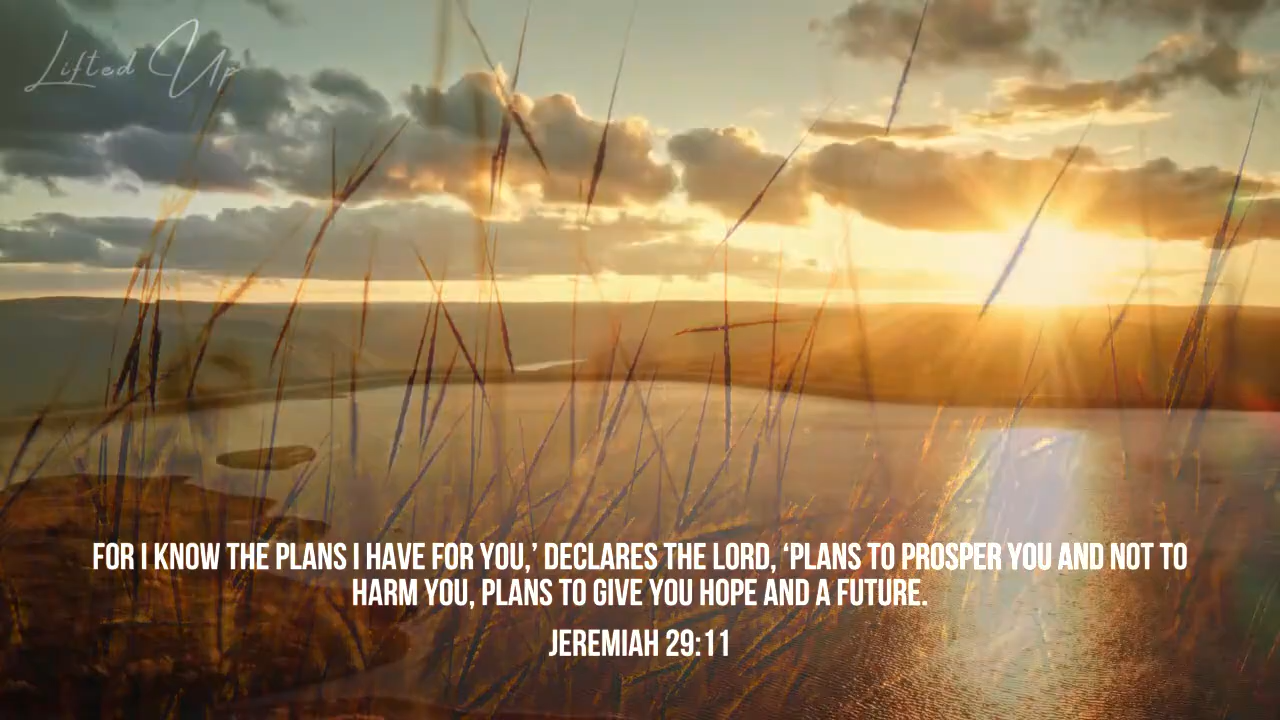 Lifted Up
FOR I KNOW THE PLANS I HAVE FOR YOU,’ DECLARES THE LORD, ‘PLANS TO PROSPER YOU AND NOT TO
HARM YOU, PLANS TO GIVE YOU HOPE AND A FUTURE.
JEREMIAH 29:11